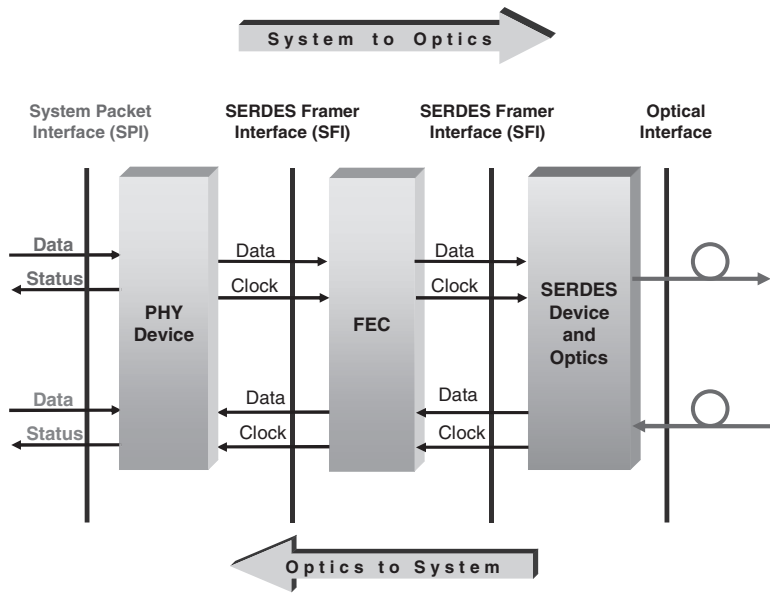 System to Optics
System Packet
Interface (SPI)
SERDES Framer
Interface (SFI)
SERDES Framer
Interface (SFI)
Optical
Interface
Data
Status
Data
Clock
Data
Clock
PHY
Device
FEC
SERDES
Device
and
Optics
Data
Status
Data
Clock
Data
Clock
Optics to System